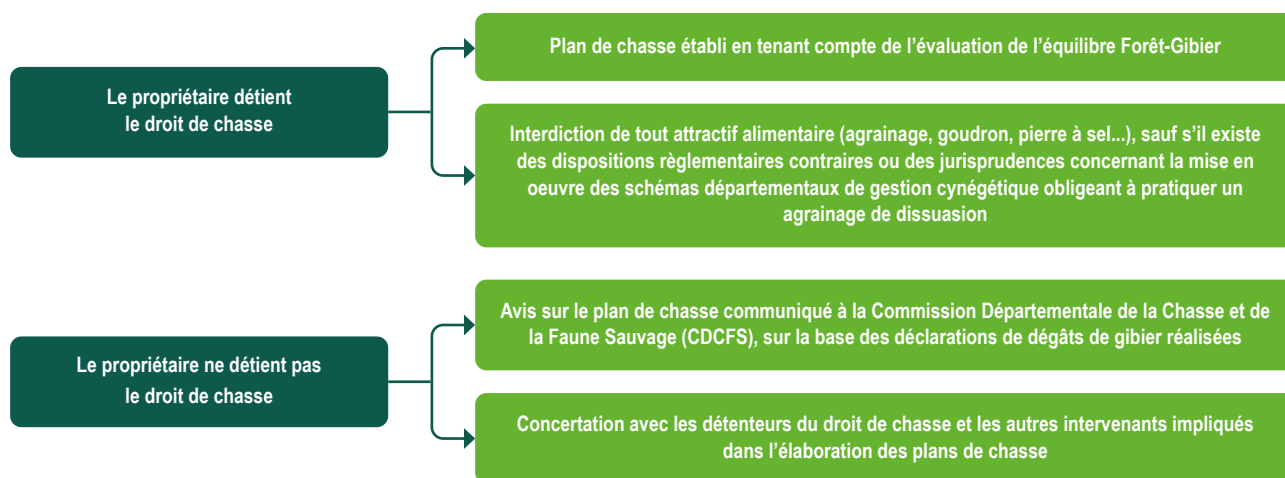 Le propriétaire détient
le droit de chasse
Plan de chasse établi en tenant compte de l'évaluation de l'équilibre Forêt-Gibier
Interdiction de tout attractif alimentaire (agrainage, goudron, pierre à sel...), sauf s'il existe
des dispositions règlementaires contraires ou des jurisprudences concernant la mise en
oeuvre des schémas départementaux de gestion cynégétique obligeant à pratiquer un
agrainage de dissuasion
Le propriétaire ne détient pas
le droit de chasse
Avis sur le plan de chasse communiqué à la Commission Départementale de la Chasse et de
la Faune Sauvage (CDCFS), sur la base des déclarations de dégâts de gibier réalisées
Concertation avec les détenteurs du droit de chasse et les autres intervenants impliqués
dans l'élaboration des plans de chasse